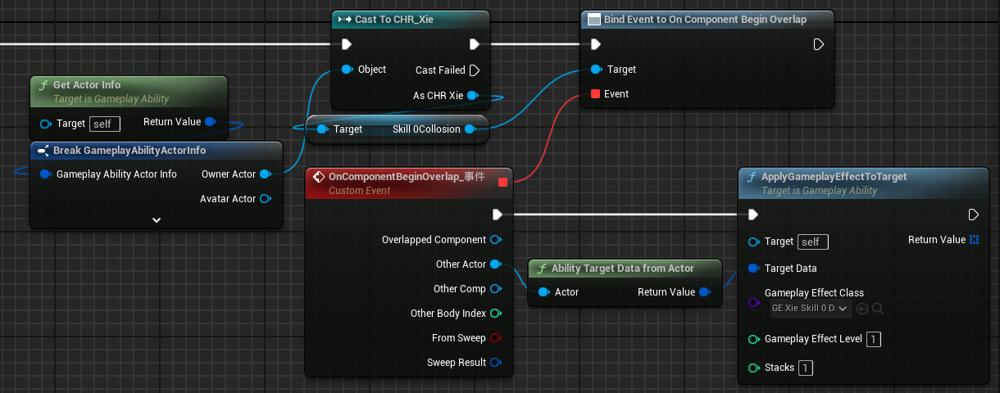 Cast To CHR_Xie
Object
Cast Failed
As CHR Xie
Bind Event to On Component Begin Overlap
Target
Event
Get Actor Info
Target is Gameplay Ability
Target self
Return Value
Target
Skill 0Collosion
Break GameplayAbilityActorInfo
Gameplay Ability Actor Info
Owner Actor
Avatar Actor
OnComponentBeginOverlap_事件
Custom Event
Overlapped Component
Other Actor
Other Comp
Other Body Index
From Sweep
Sweep Result
Ability Target Data from Actor
Actor
Return Value
ApplyGameplayEffectToTarget
Target is Gameplay Ability
Target self
Return Value
Target Data
Gameplay Effect Class
GE Xie Skill 0 D
Gameplay Effect Level 1
Stacks 1